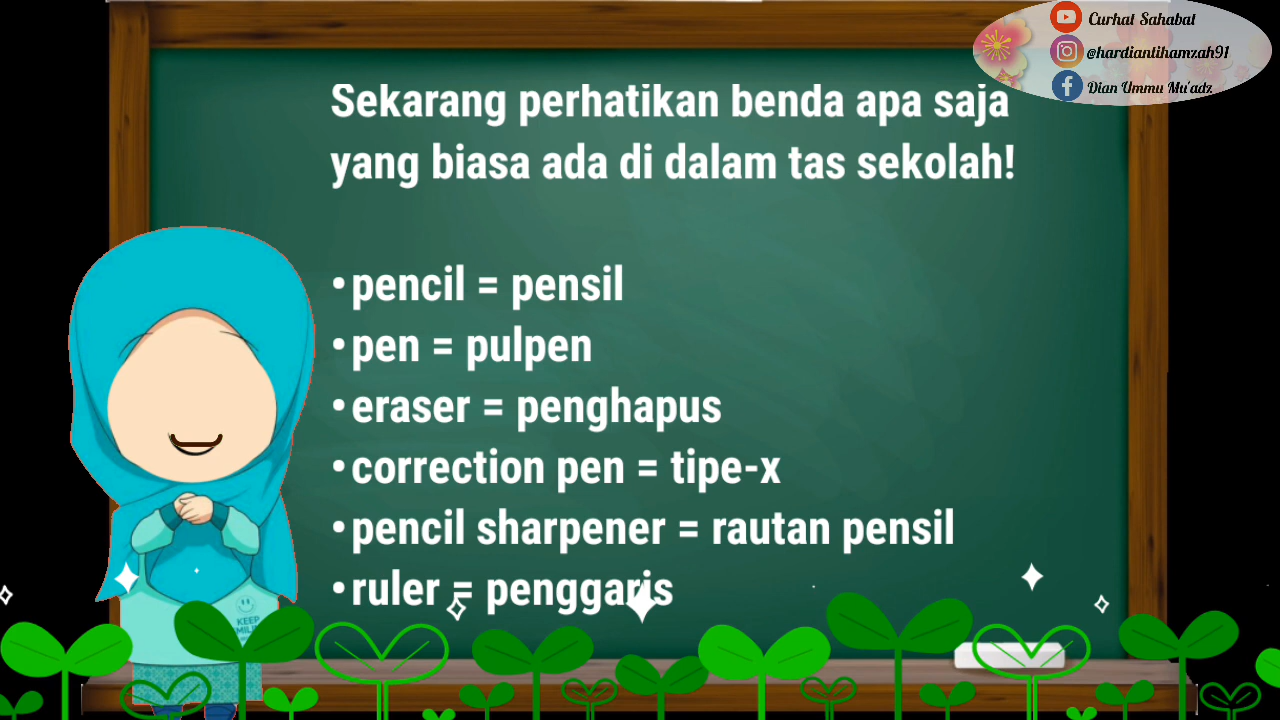 Curhat Sahabat
@hardiantihamzah91
Dian Ummu Mu'adz
Sekarang perhatikan benda apa saja
yang biasa ada di dalam tas sekolah!
• pencil = pensil
• pen = pulpen
• eraser = penghapus
• correction pen = tipe-x
• pencil sharpener = rautan pensil
• ruler = penggaris
KEEP